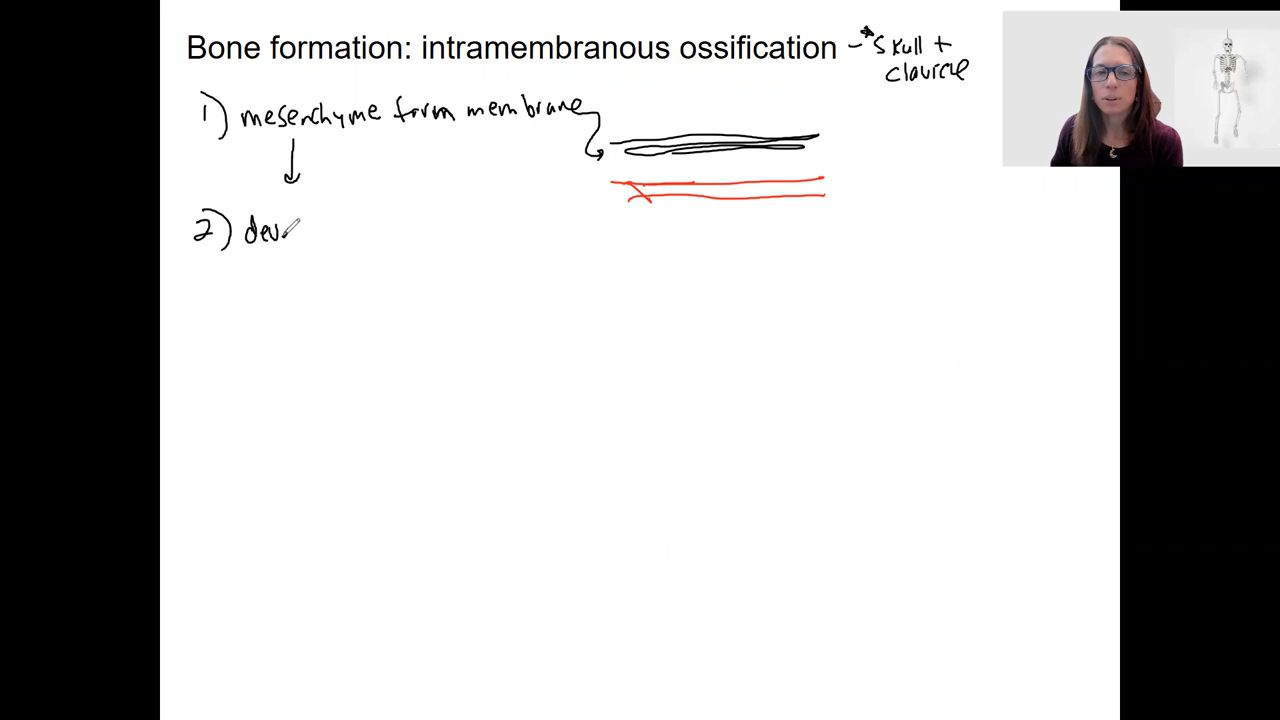 Bone formation: intramembranous ossification - skull +
clavicle
1) mesenchyme form membrane
2) dev